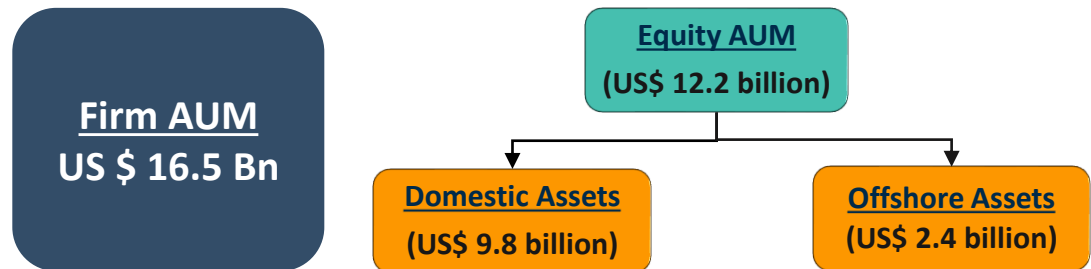 Firm AUM
US $ 16.5 Bn
Equity AUM
(US$ 12.2 billion)
Domestic Assets
(US$ 9.8 billion)
Offshore Assets
(US$ 2.4 billion)